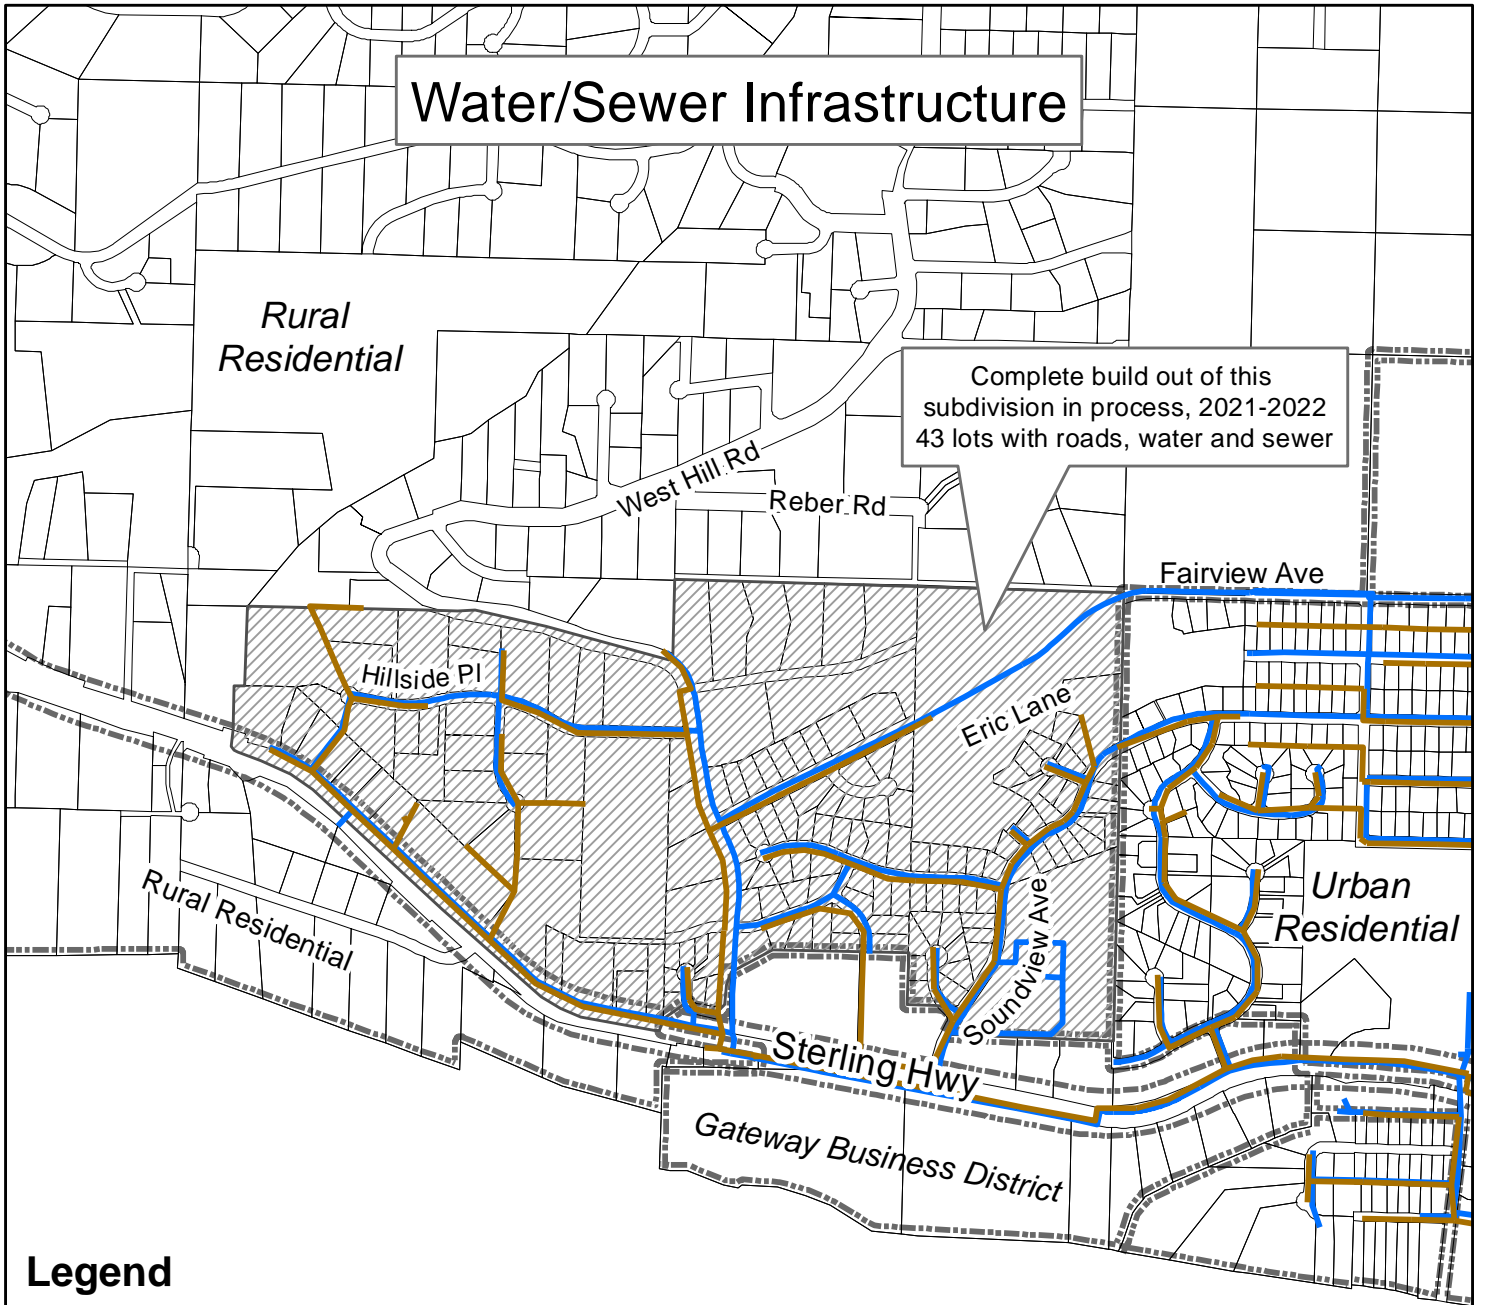 Water/Sewer Infrastructure
Rural
Residential
Complete build out of this
subdivision in process, 2021-2022
43 lots with roads, water and sewer
West Hill Rd
Reber Rd
Fairview Ave
Hillside Pl
Eric Lane
Rural Residential
Soundview Ave
Urban
Residential
Sterling Hwy
Gateway Business District
Legend